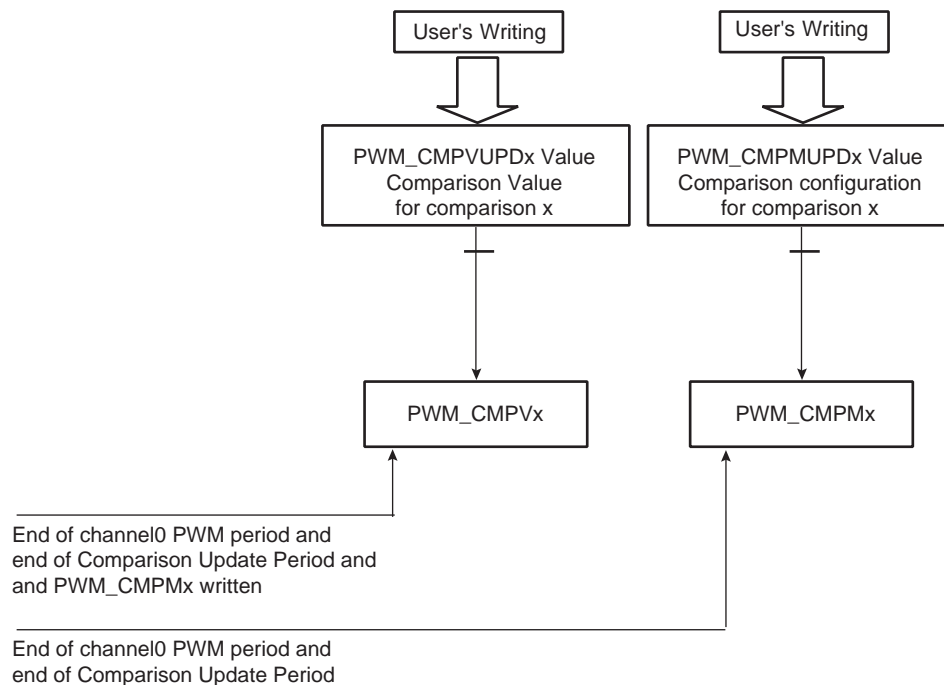 User's Writing
User's Writing
PWM_CMPVUPDx Value
Comparison Value
for comparison x
PWM_CMPMUPDx Value
Comparison configuration
for comparison x
PWM_CMPVx
PWM_CMPMx
End of channel0 PWM period and
end of Comparison Update Period and
and PWM_CMPMx written
End of channel0 PWM period and
end of Comparison Update Period